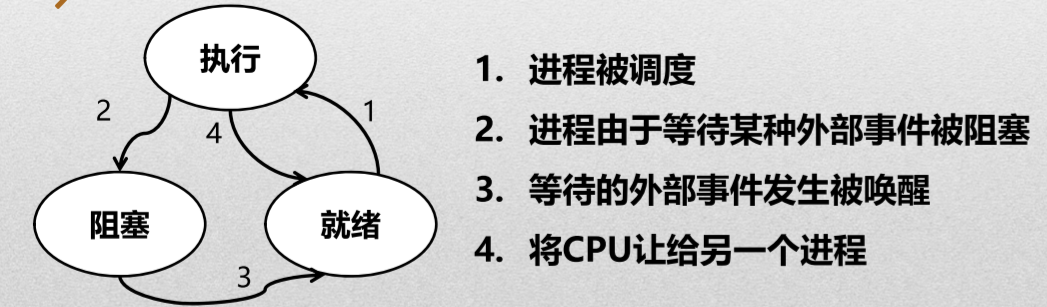 执行
2
4
1
阻塞
就绪
3
1. 进程被调度
2. 进程由于等待某种外部事件被阻塞
3. 等待的外部事件发生被唤醒
4. 将CPU让给另一个进程